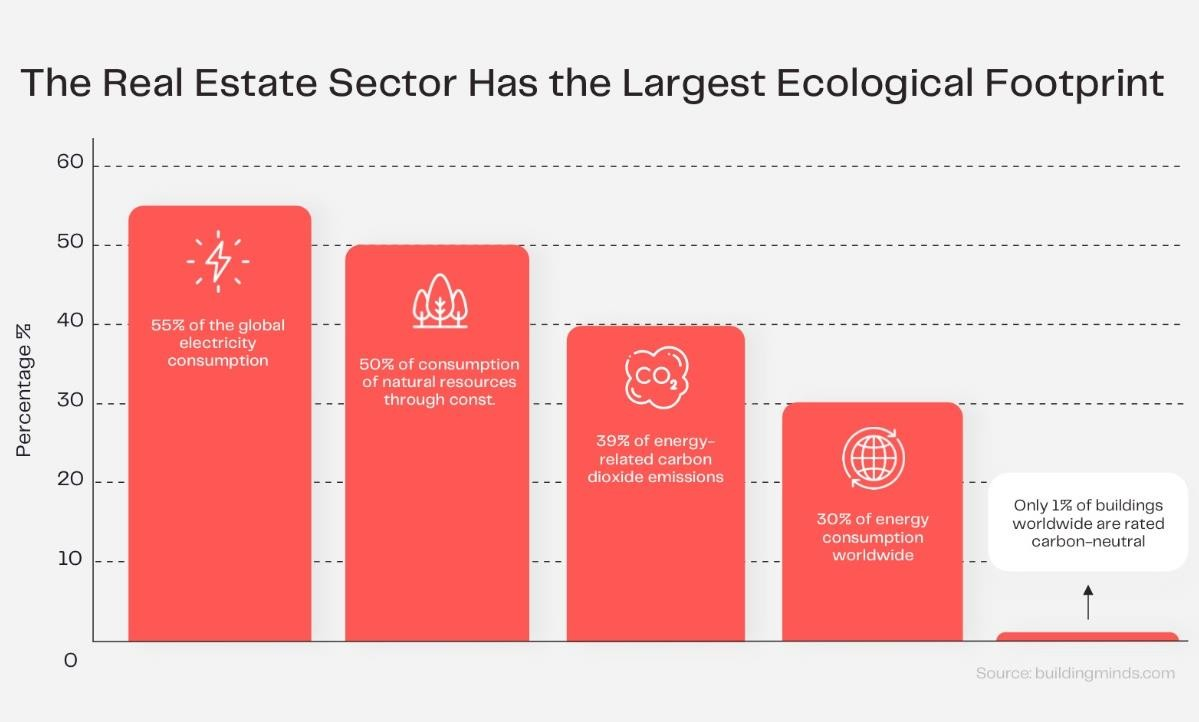 The Real Estate Sector Has the Largest Ecological Footprint
Percentage %
60
50
40
30
20
10
0
55% of the global
electricity
consumption
50% of consumption
of natural resources
through const.
CO2
39% of energy-
related carbon
dioxide emissions
30% of energy
consumption
worldwide
Only 1% of buildings
worldwide are rated
carbon-neutral
Source: buildingminds.com